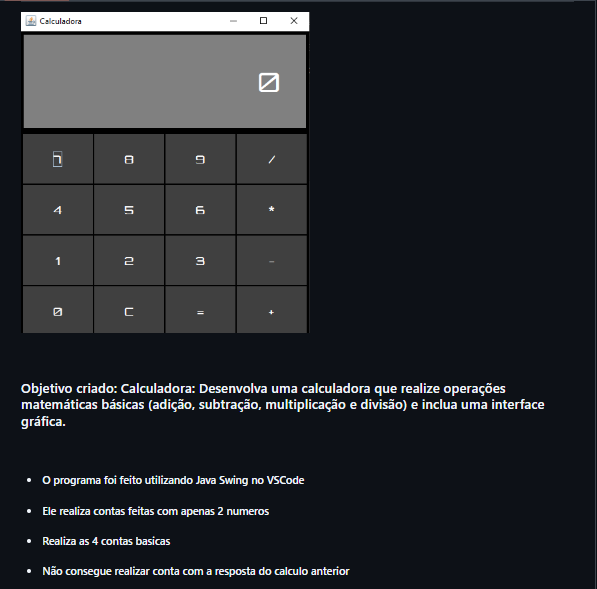 Calculadora
0
7 8 9 /
4 5 6 *
1 2 3 -
0 C = +
Objetivo criado: Calculadora: Desenvolva uma calculadora que realize operações
matemáticas básicas (adição, subtração, multiplicação e divisão) e inclua uma interface
gráfica.
• O programa foi feito utilizando Java Swing no VSCode
• Ele realiza contas feitas com apenas 2 numeros
• Realiza as 4 contas basicas
• Não consegue realizar conta com a resposta do calculo anterior